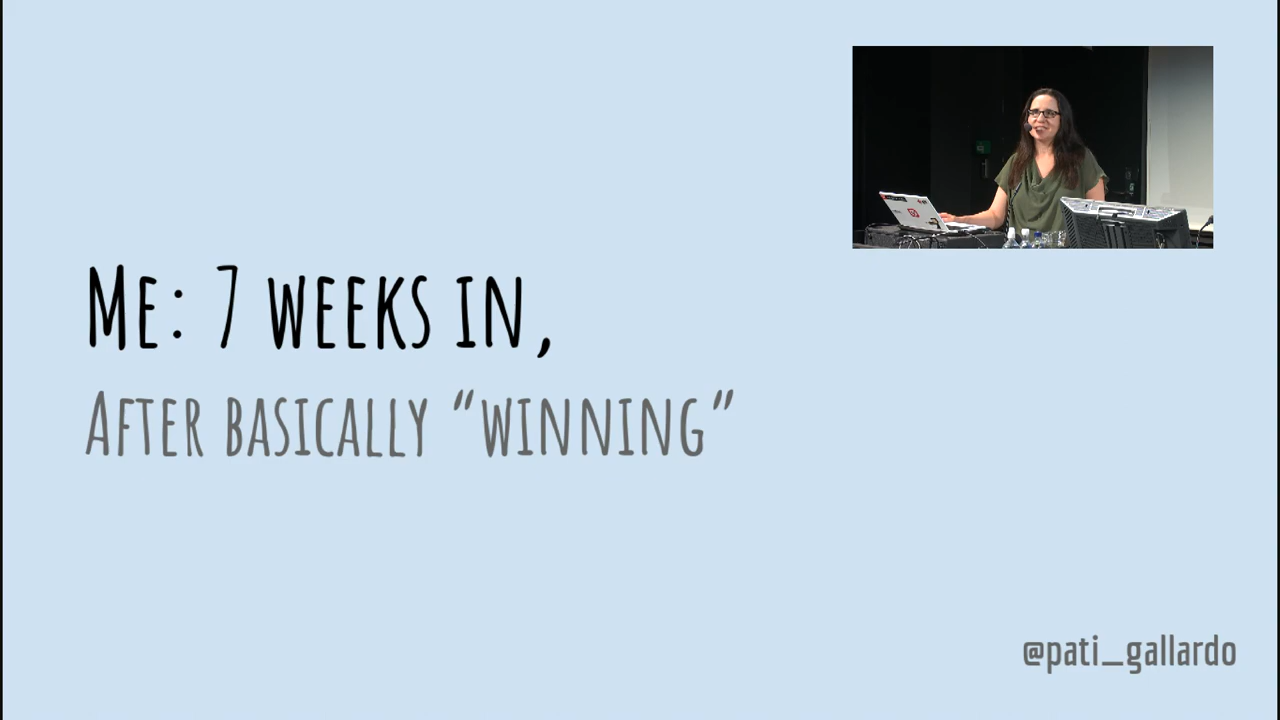 Me: 7 weeks in,
After basically “winning”
@pati_gallardo